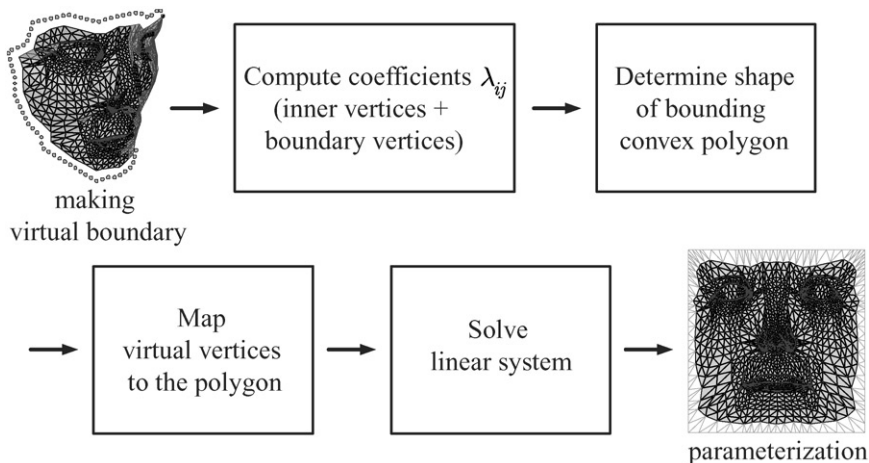 making
virtual boundary
Compute coefficients λij
(inner vertices +
boundary vertices)
Determine shape
of bounding
convex polygon
Map
virtual vertices
to the polygon
Solve
linear system
parameterization